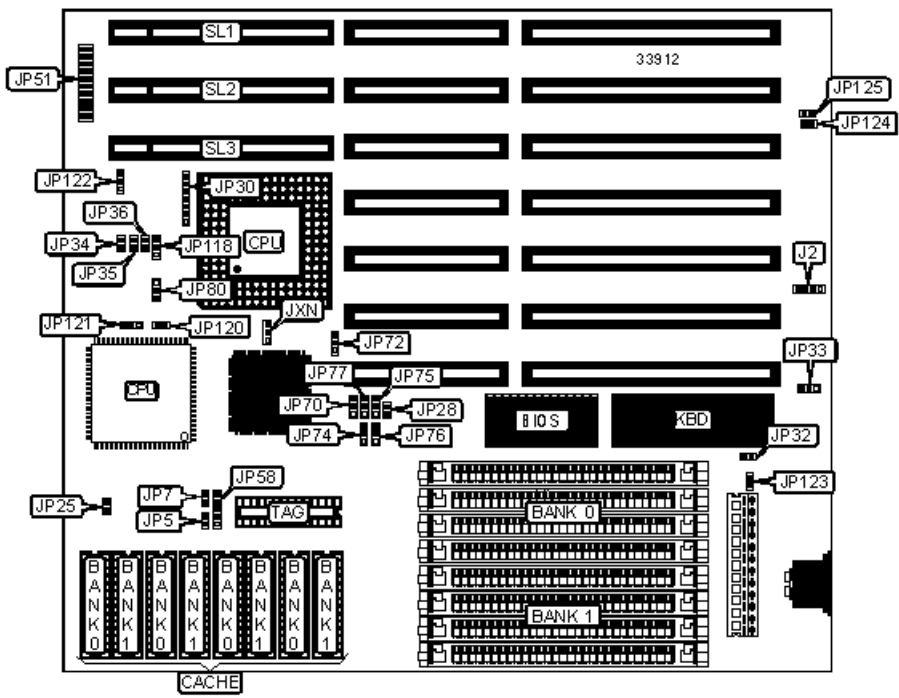 SL1
33912
JP51
SL2
JP125
JP124
SL3
JP122
JP30
JP36
JP34
JP118
CPU
JP35
J2
JP80
JXN
JP121
JP120
JP72
JP33
JP77
JP75
CPU
JP70
JP28
BIOS
KBD
JP74
JP76
JP32
JP58
JP123
JP7
JP25
TAG
BANK 0
JP5
BANK0
BANK1
BANK0
BANK1
BANK0
BANK1
BANK0
BANK1
BANK 1
CACHE